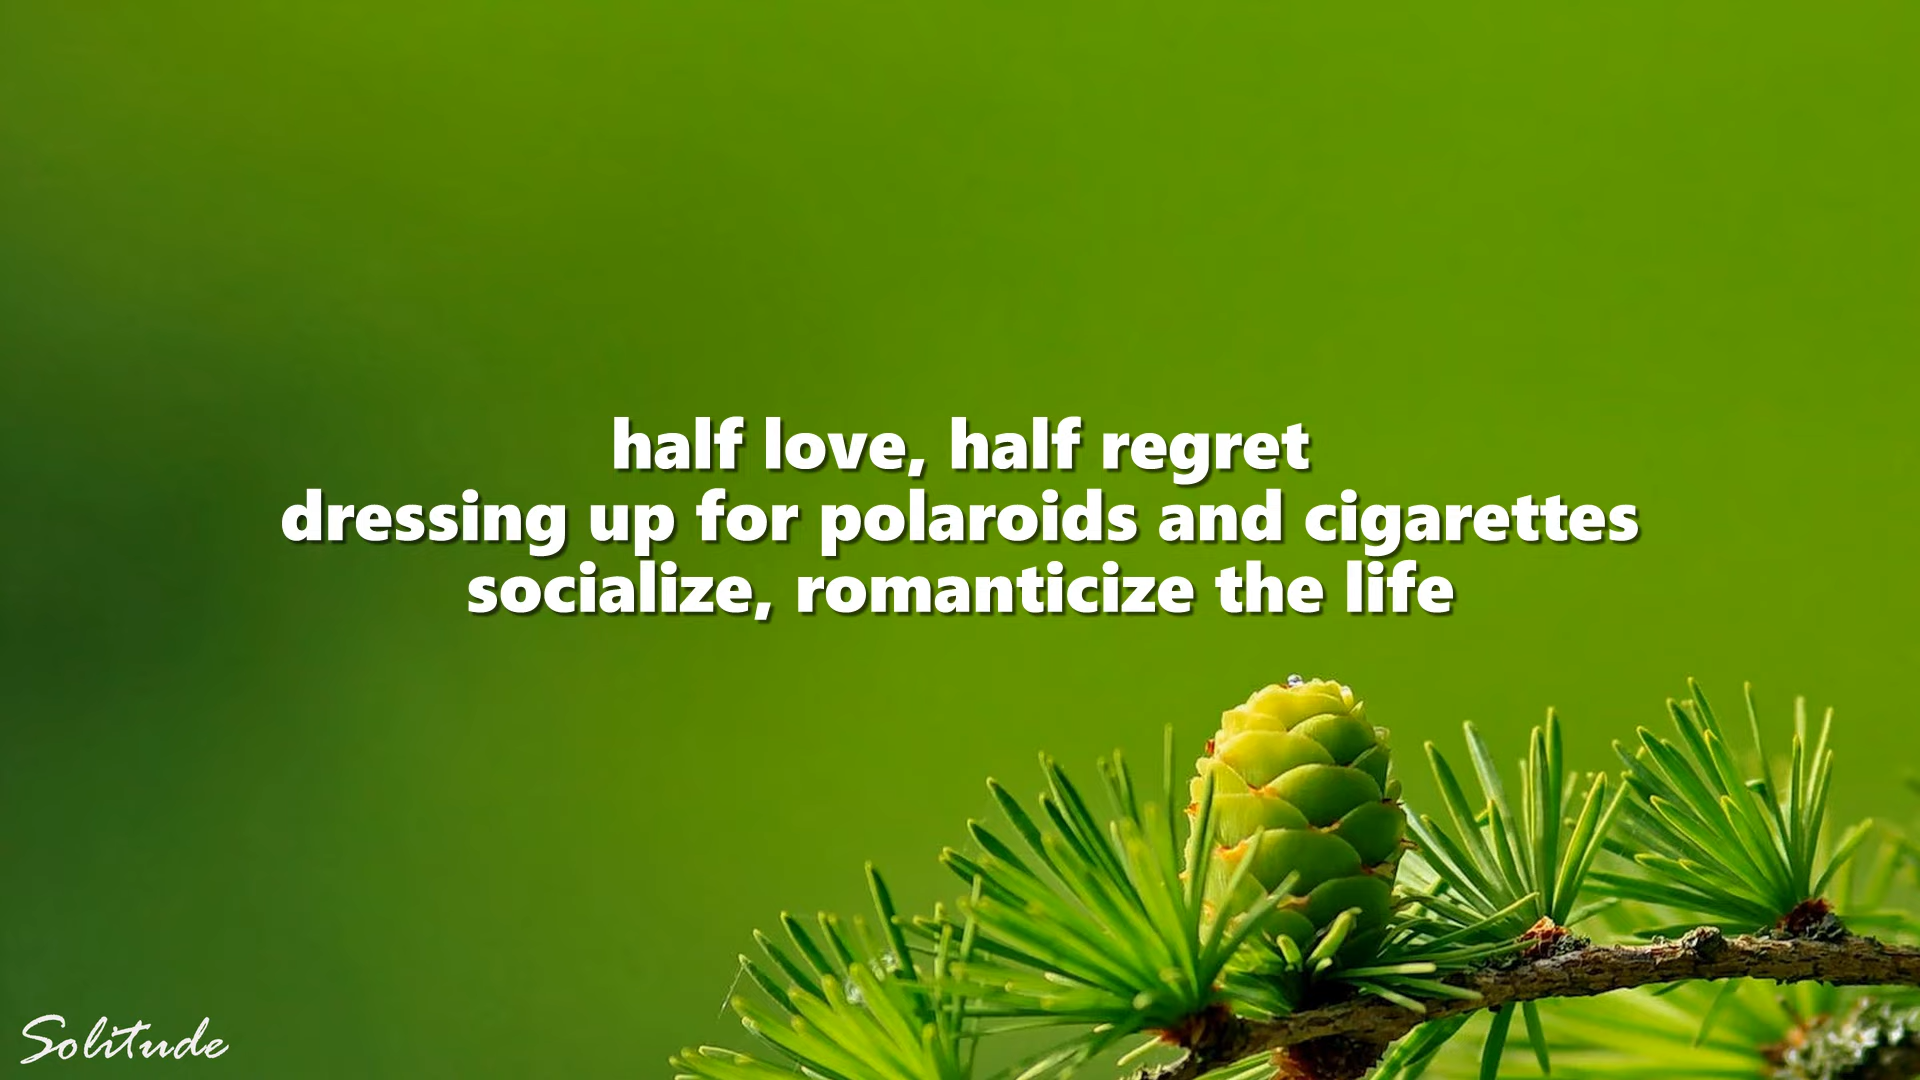 half love, half regret
dressing up for polaroids and cigarettes
socialize, romanticize the life
Solitude